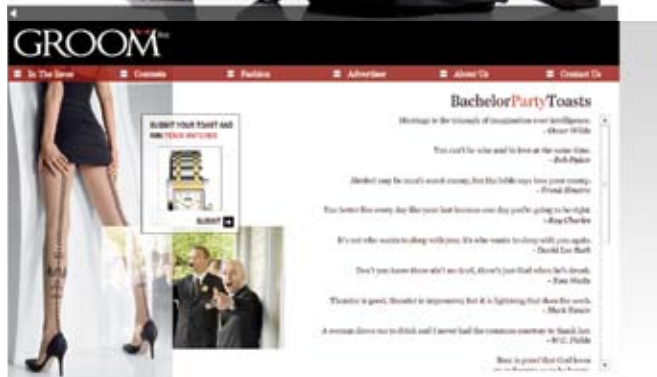 GROOM
In The Issue Contests Fashion Advertiser About Us Contact Us
BachelorPartyToasts
SUBMIT YOUR TOAST AND
WIN WATCHES
SUBMIT
Marriage is the triumph of imagination over intelligence.
- Oscar Wilde
You can't be wise and in love at the same time.
- Bob Dylan
Alcohol may be man's worst enemy, but the bible says love your enemy.
- Frank Sinatra
You better live every day like your last because one day you're going to be right.
- Ray Charles
It's not who wants to sleep with you. It's who wants to sleep with you again.
- David Lee Roth
Don't you know there ain't no devil, there's just God when he's drunk.
- Tom Waits
Thunder is good, thunder is impressive; but it is lightning that does the work.
- Mark Twain
A woman drove me to drink and I never had the common courtesy to thank her.
- W.C. Fields
Beer is proof that God loves